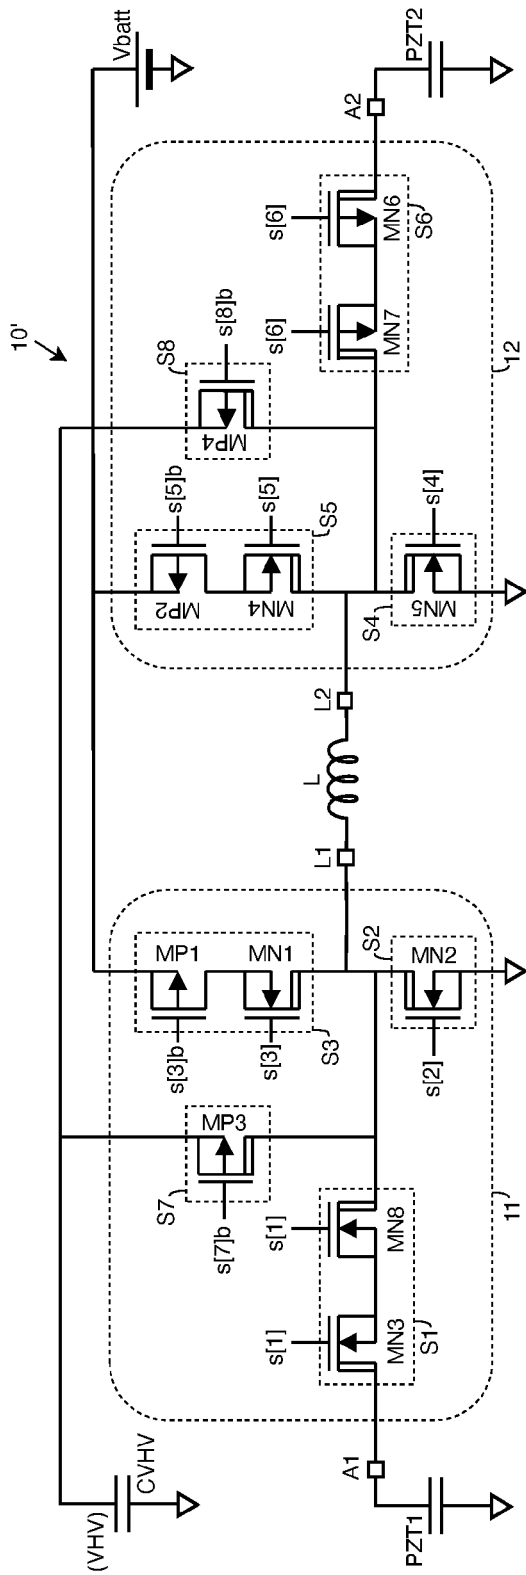 10'
(VHV)
CVHV
Vbatt
S7
s[7]b
MP3
s[3]b
MP1
s[3]
MN1
S3
S8
s[8]b
MP4
s[5]b
MP2
s[5]
MN4
S5
A1
PZT1
s[1]
MN3
s[1]
MN8
S1
S2
MN2
s[2]
11
L1
L
L2
S4
MN5
s[4]
s[6]
MN7
s[6]
MN6
S6
12
A2
PZT2